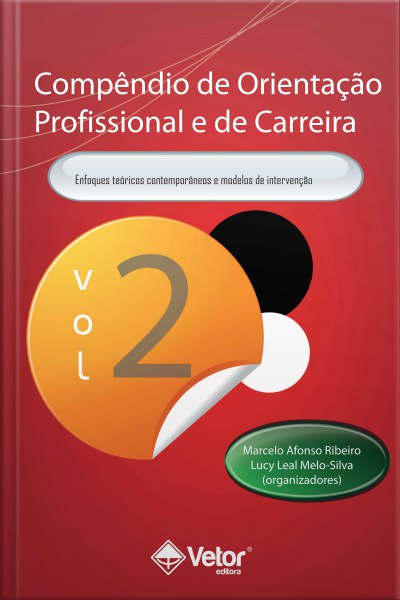 Compêndio de Orientação
Profissional e de Carreira
Enfoques teóricos contemporâneos e modelos de intervenção
vol
2
Marcelo Afonso Ribeiro
Lucy Leal Melo-Silva
(organizadores)
Vetor®
editora